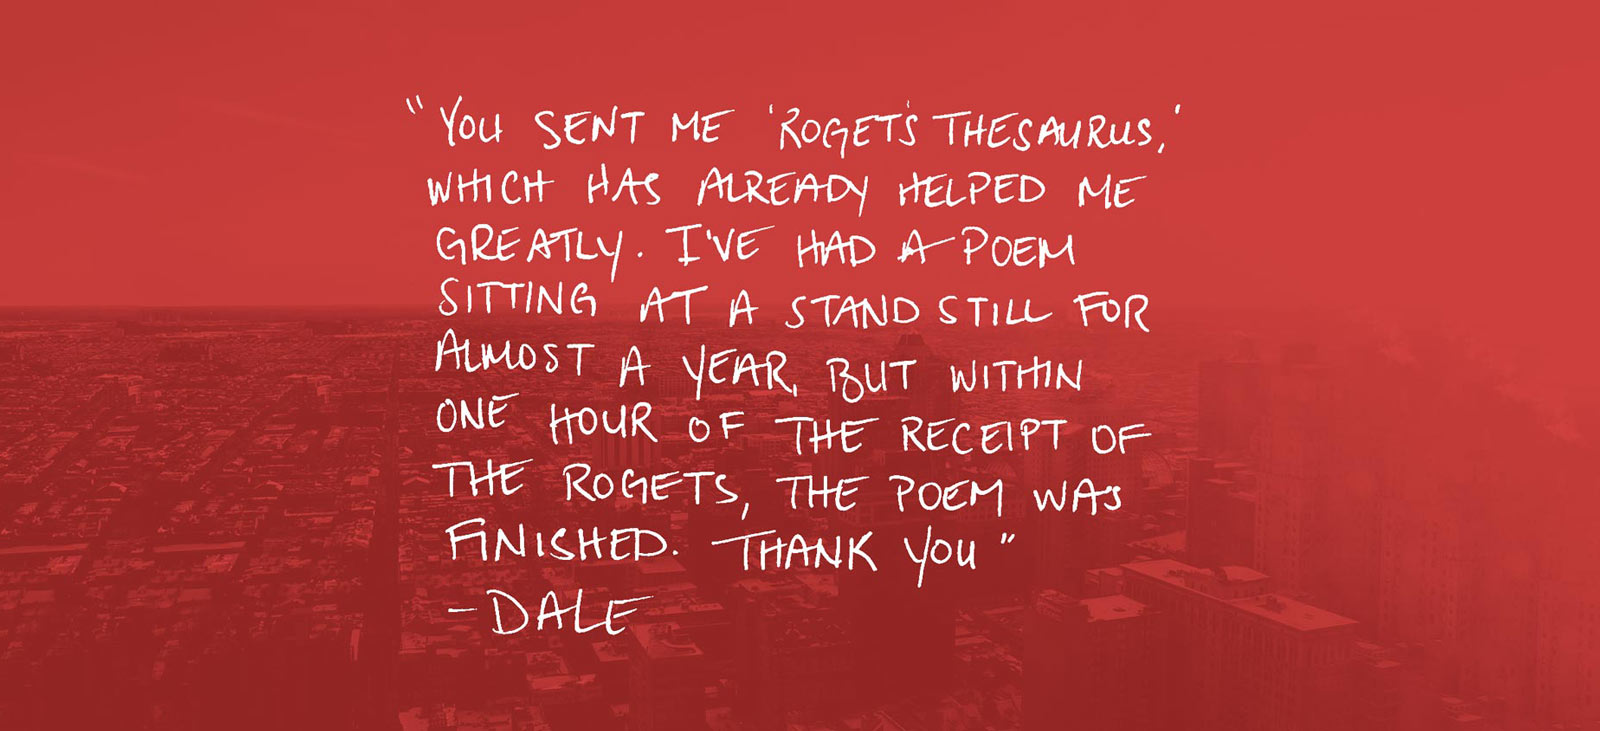 "YOU SENT ME 'ROGET'S THESAURUS,'
WHICH HAS ALREADY HELPED ME
GREATLY. I'VE HAD A POEM
SITTING AT A STAND STILL FOR
ALMOST A YEAR, BUT WITHIN
ONE HOUR OF THE RECEIPT OF
THE ROGETS, THE POEM WAS
FINISHED. THANK YOU"
-DALE